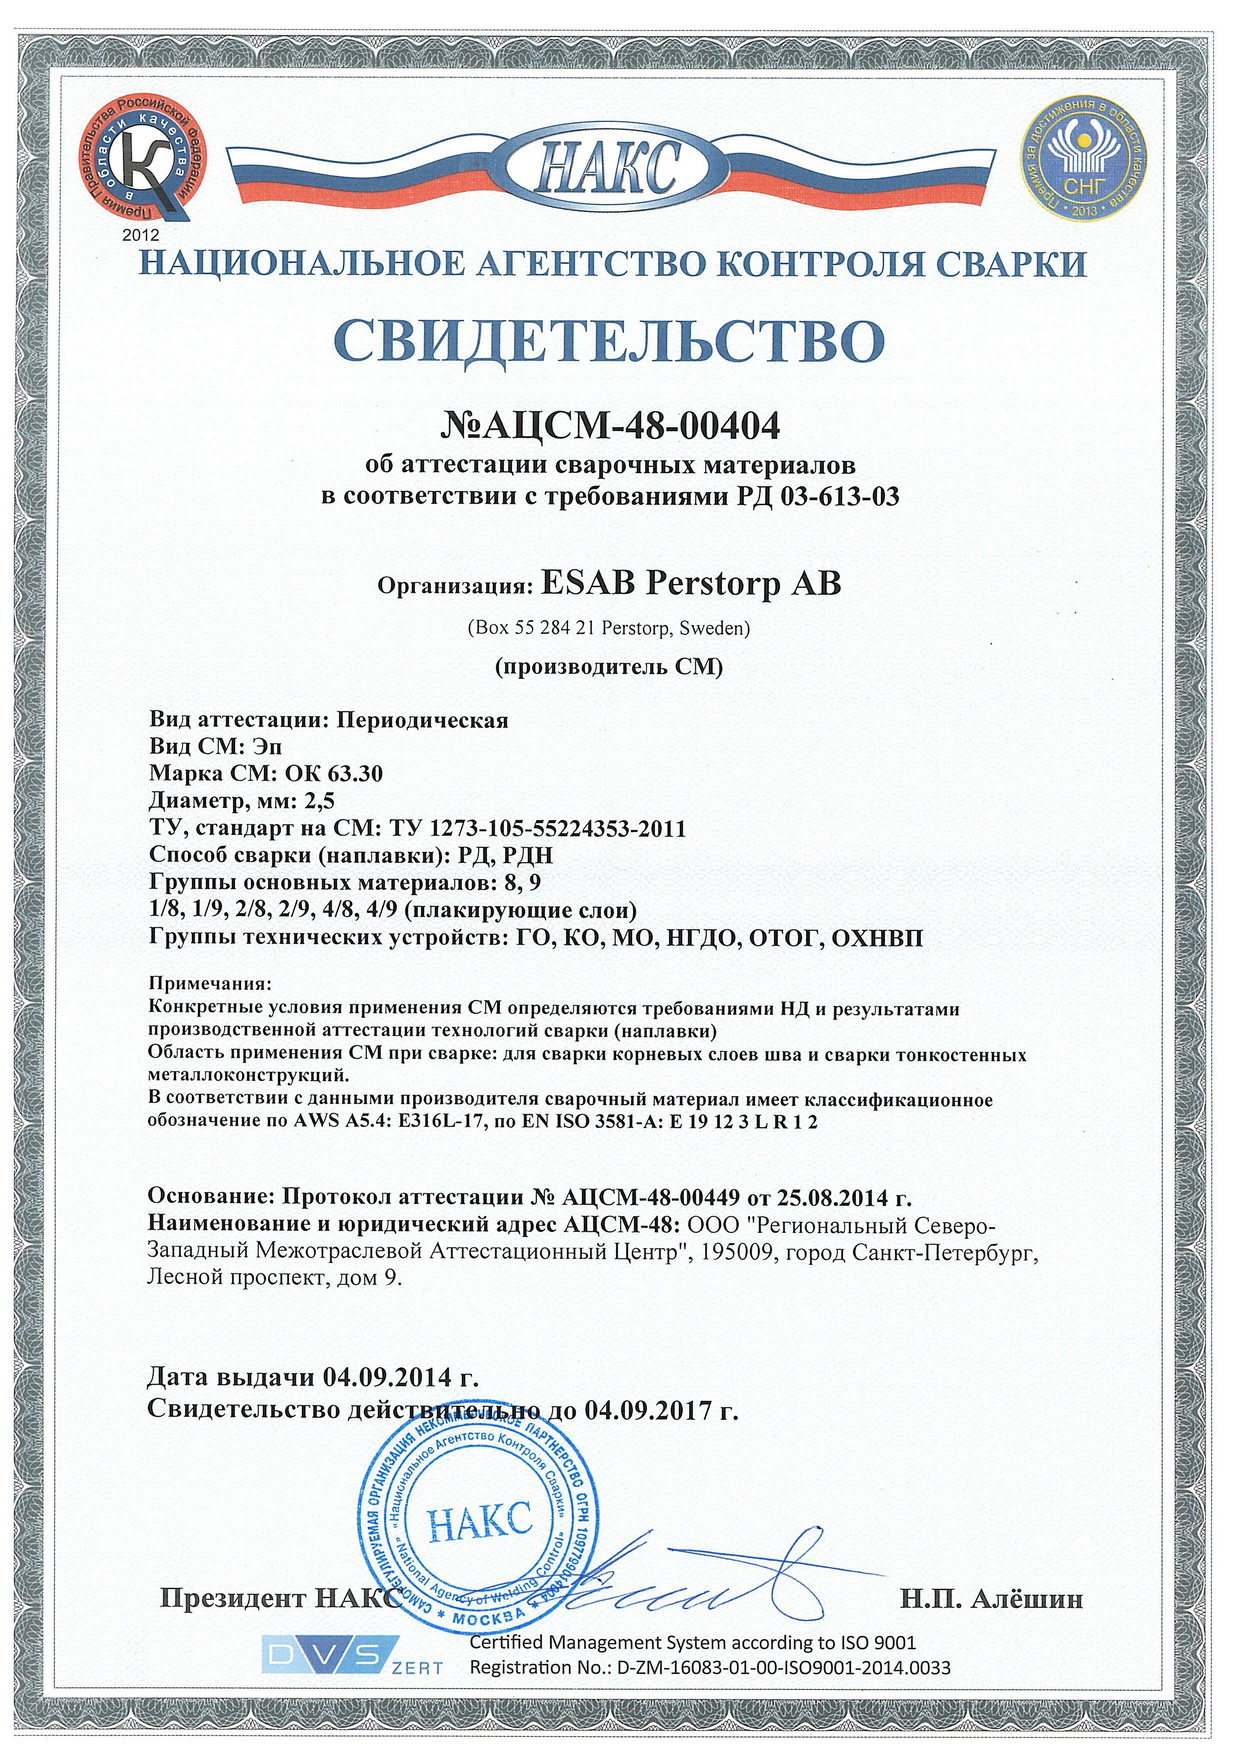 Премия Правительства Российской Федерации
в области качества
2012
НАКС
Премия за достижения в области качества
СНГ
• 2013 •
НАЦИОНАЛЬНОЕ АГЕНТСТВО КОНТРОЛЯ СВАРКИ
СВИДЕТЕЛЬСТВО
№АЦСМ-48-00404
об аттестации сварочных материалов
в соответствии с требованиями РД 03-613-03
Организация: ESAB Perstorp AB
(Box 55 284 21 Perstorp, Sweden)
(производитель СМ)
Вид аттестации: Периодическая
Вид СМ: Эп
Марка СМ: ОК 63.30
Диаметр, мм: 2,5
ТУ, стандарт на СМ: ТУ 1273-105-55224353-2011
Способ сварки (наплавки): РД, РДН
Группы основных материалов: 8, 9
1/8, 1/9, 2/8, 2/9, 4/8, 4/9 (плакирующие слои)
Группы технических устройств: ГО, КО, МО, НГДО, ОТОГ, ОХНВП
Примечания:
Конкретные условия применения СМ определяются требованиями НД и результатами
производственной аттестации технологий сварки (наплавки)
Область применения СМ при сварке: для сварки корневых слоев шва и сварки тонкостенных
металлоконструкций.
В соответствии с данными производителя сварочный материал имеет классификационное
обозначение по AWS A5.4: E316L-17, по EN ISO 3581-A: E 19 12 3 L R 1 2
Основание: Протокол аттестации № АЦСМ-48-00449 от 25.08.2014 г.
Наименование и юридический адрес АЦСМ-48: ООО "Региональный Северо-
Западный Межотраслевой Аттестационный Центр", 195009, город Санкт-Петербург,
Лесной проспект, дом 9.
Дата выдачи 04.09.2014 г.
Свидетельство действительно до 04.09.2017 г.
САМОРЕГУЛИРУЕМАЯ ОРГАНИЗАЦИЯ НЕКОММЕРЧЕСКОЕ ПАРТНЕРСТВО ОГРН
«Национальное Агентство Контроля Сварки»
НАКС
«National Agency of Welding Control»
* МОСКВА *
Президент НАКС
Н.П. Алёшин
DVS ZERT
Certified Management System according to ISO 9001
Registration No.: D-ZM-16083-01-00-ISO9001-2014.0033